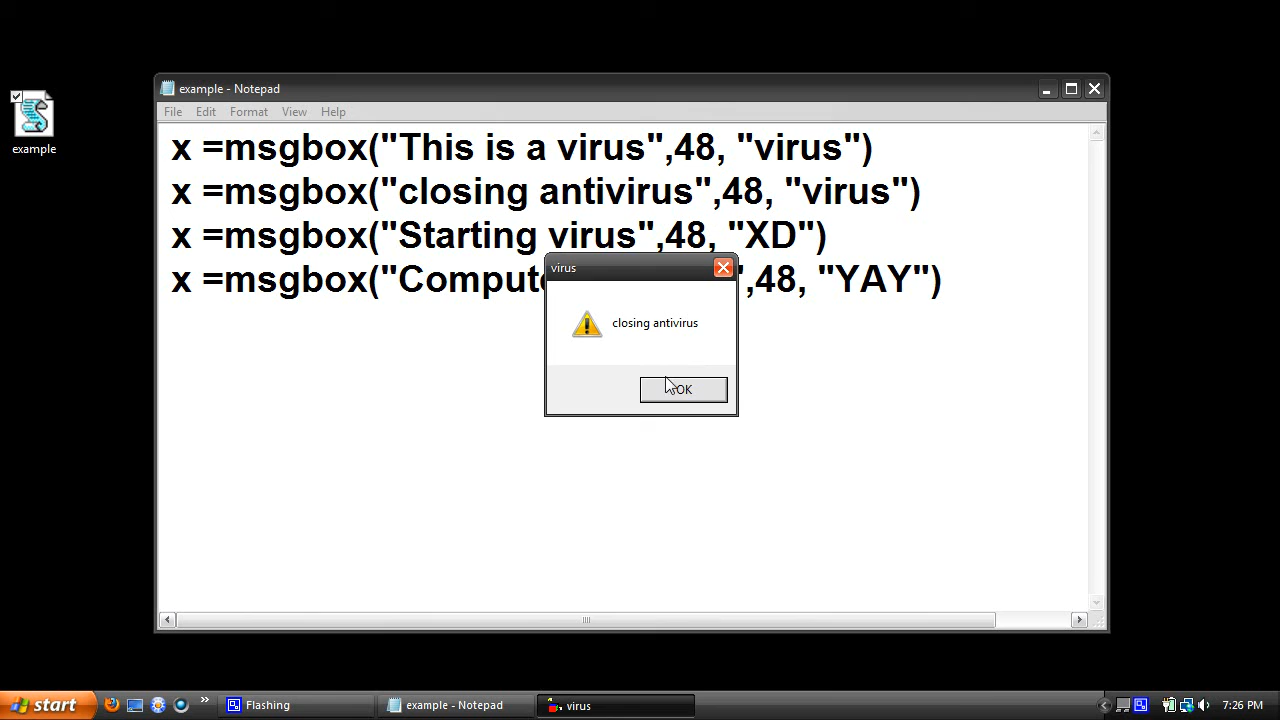 example - Notepad
File Edit Format View Help
x =msgbox("This is a virus",48, "virus")
x =msgbox("closing antivirus",48, "virus")
x =msgbox("Starting virus",48, "XD")
x =msgbox(" ",48, "YAY")
virus
closing antivirus
OK
example
start
Flashing
example - Notepad
virus
7:26 PM